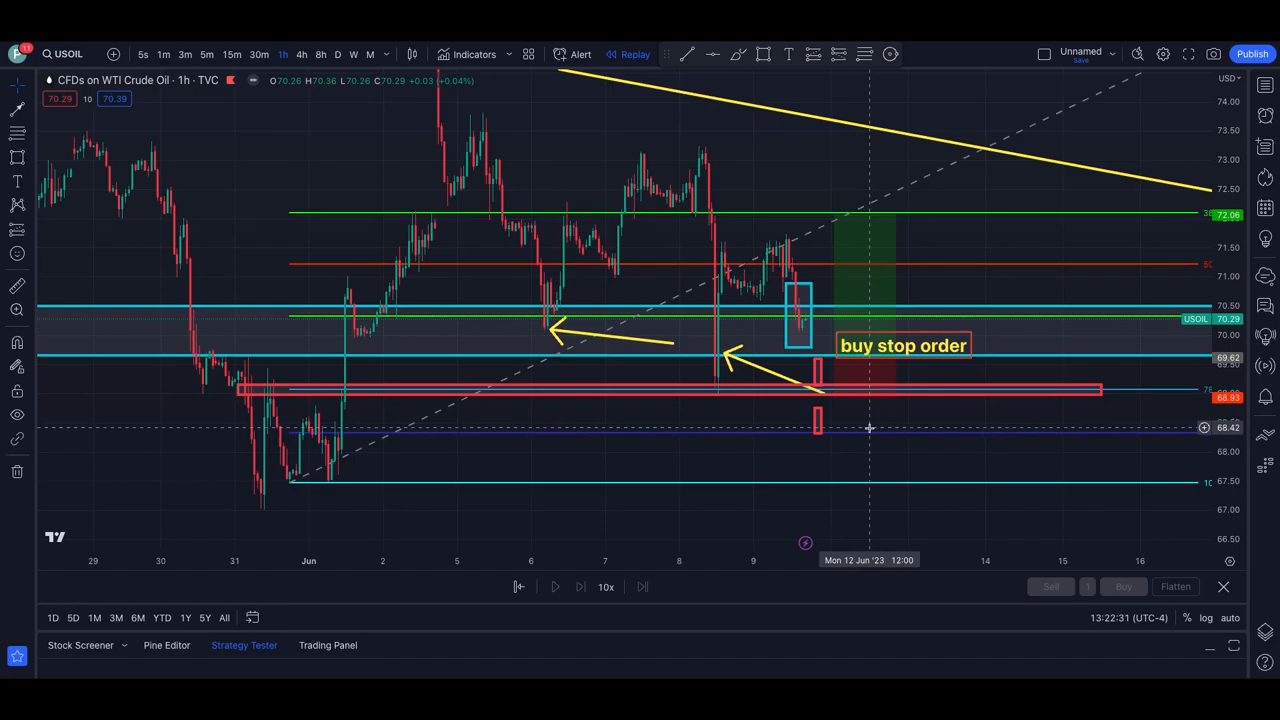 P 11 USOIL 5s 1m 3m 5m 15m 30m 1h 4h 8h D W M Indicators Alert Replay Unnamed Save Publish
CFDs on WTI Crude Oil · 1h · TVC O70.26 H70.36 L70.26 C70.29 +0.03 (+0.04%) USD
70.29 10 70.39
74.00
73.50
73.00
72.50
72.06
71.50
71.00
70.50
USOIL 70.29
70.00
buy stop order
69.62
69.50
68.93
68.42
68.00
67.50
67.00
66.50
29 30 31 Jun 2 5 6 7 8 9 Mon 12 Jun '23 12:00 14 15 16
10x Sell 1 Buy Flatten
1D 5D 1M 3M 6M YTD 1Y 5Y All 13:22:31 (UTC-4) % log auto
Stock Screener Pine Editor Strategy Tester Trading Panel